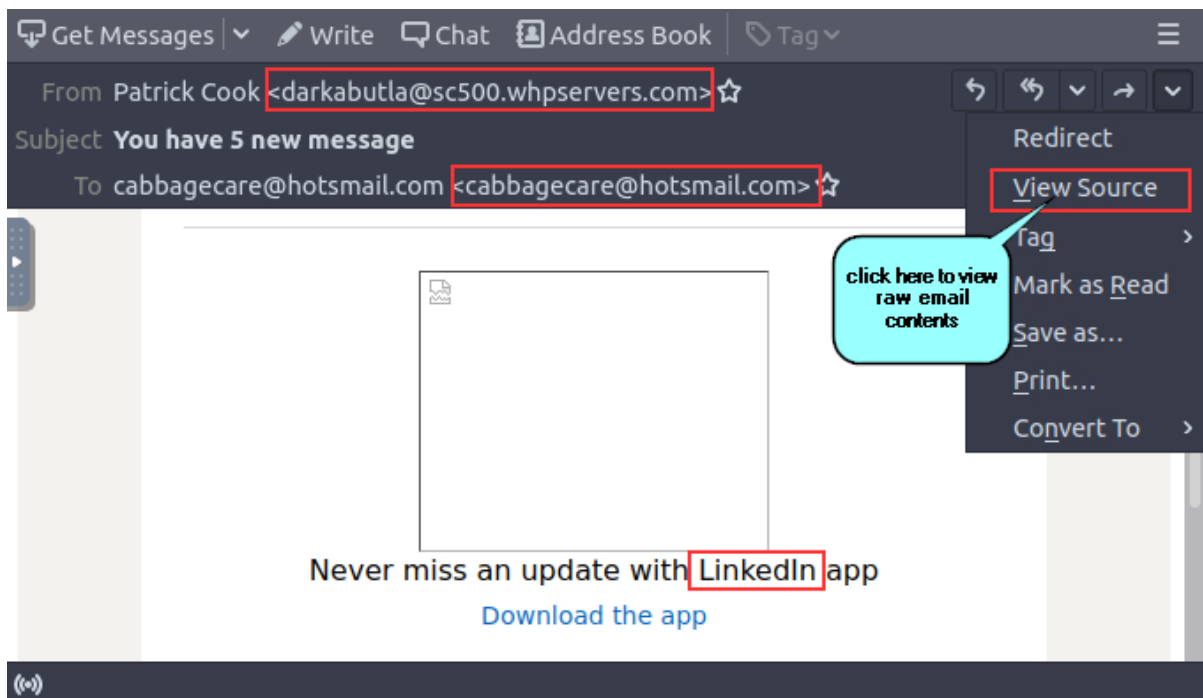 Get Messages Write Chat Address Book Tag
From Patrick Cook <darkabutla@sc500.whpservers.com>
Subject You have 5 new message
To cabbagecare@hotsmail.com <cabbagecare@hotsmail.com>
Redirect
View Source
Tag
Mark as Read
Save as...
Print...
Convert To
click here to view
raw email
contents
Never miss an update with LinkedIn app
Download the app